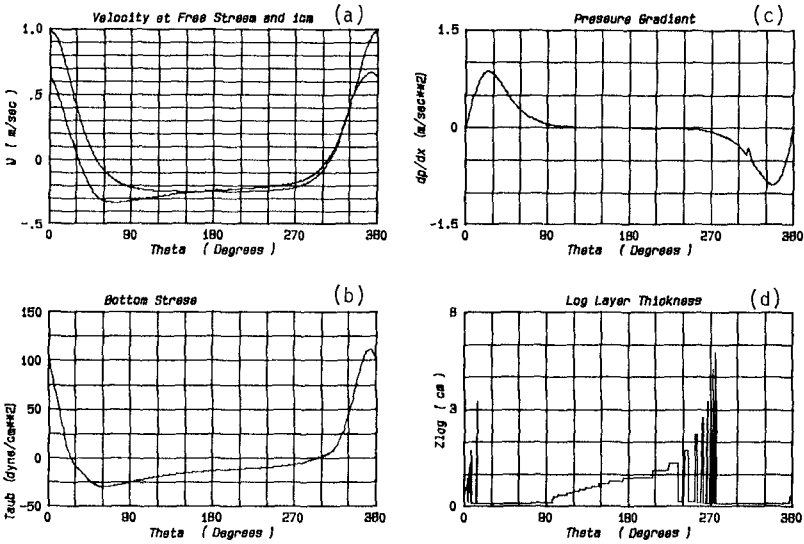 Velocity at Free Stream and 1cm (a)
1.0
.5
0
-.5
U ( m/sec )
0 90 180 270 360
Theta ( Degrees )
Pressure Gradient (c)
1.5
0
-1.5
dp/dx (m/sec**2)
0 90 180 270 360
Theta ( Degrees )
Bottom Stress (b)
150
100
50
0
-50
Taub (dyne/cm**2)
0 90 180 270 360
Theta ( Degrees )
Log Layer Thickness (d)
6
3
0
Zlog ( cm )
0 90 180 270 360
Theta ( Degrees )